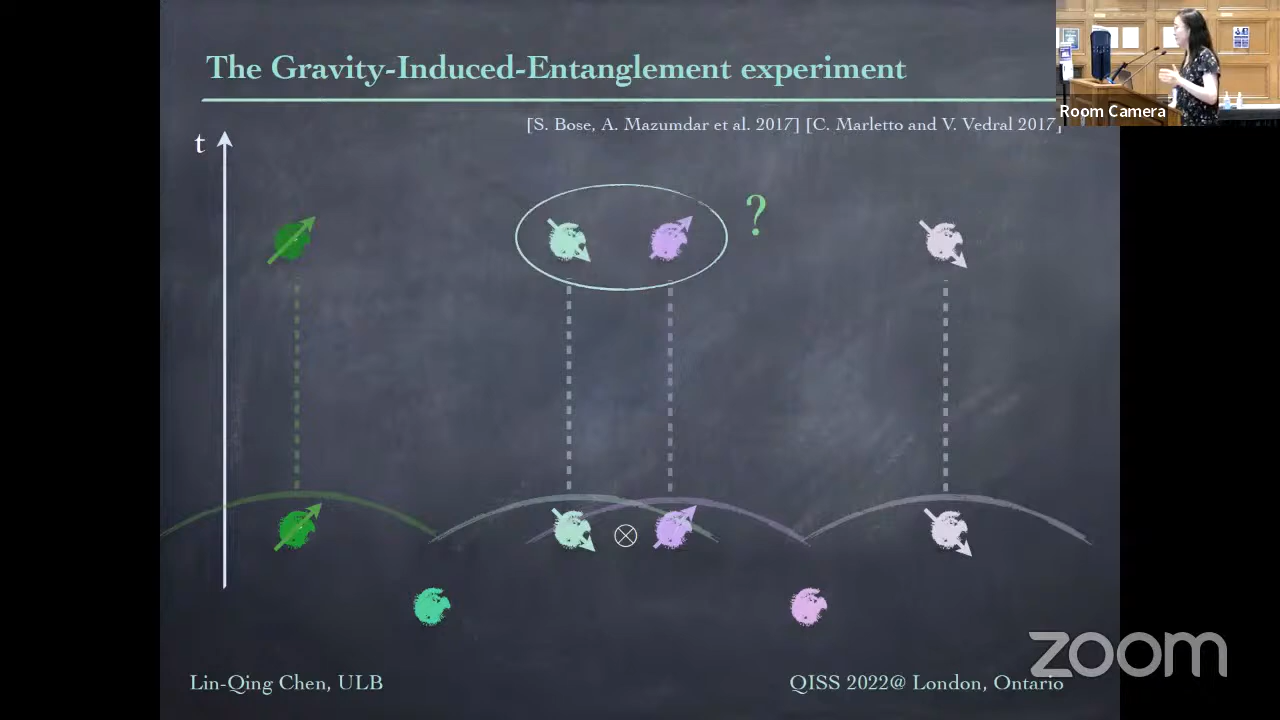 The Gravity-Induced-Entanglement experiment
Room Camera
[S. Bose, A. Mazumdar et al. 2017] [C. Marletto and V. Vedral 2017]
t
?
zoom
Lin-Qing Chen, ULB
QISS 2022@ London, Ontario